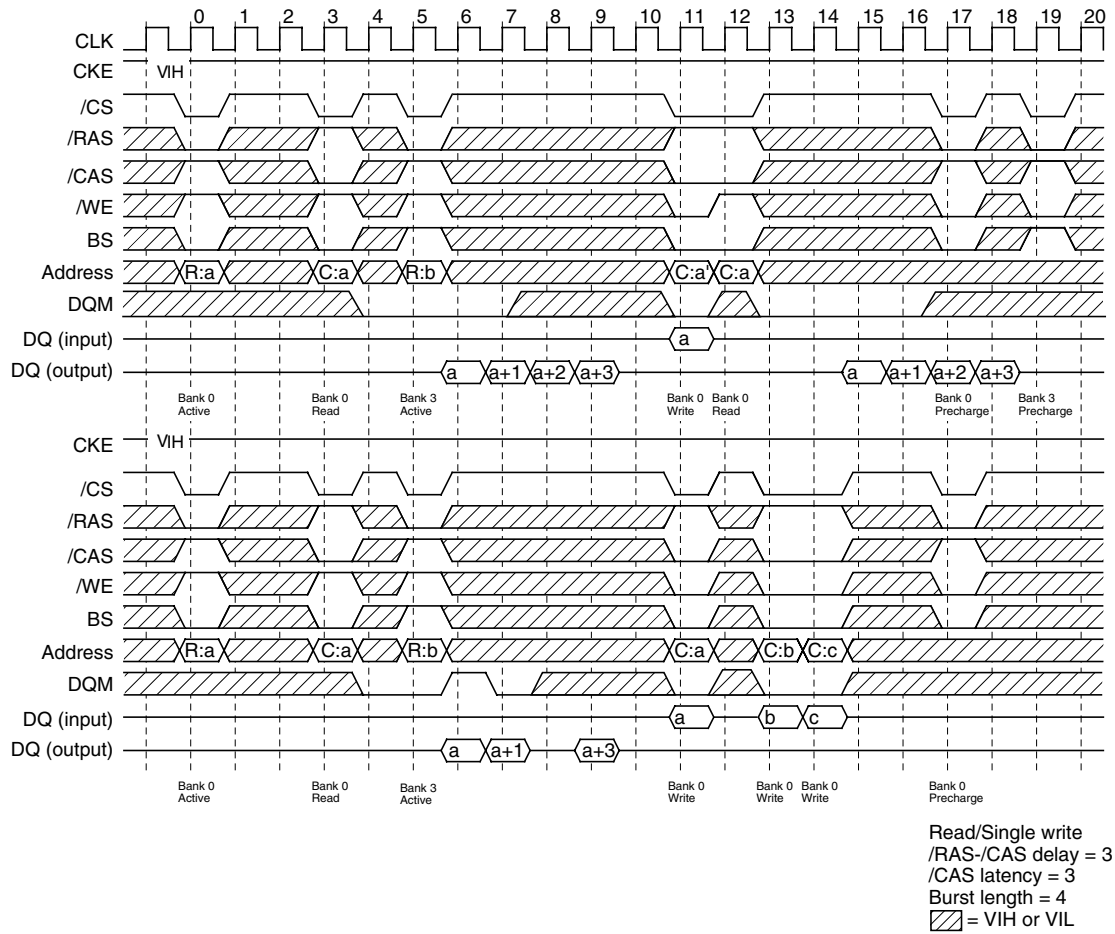 0 1 2 3 4 5 6 7 8 9 10 11 12 13 14 15 16 17 18 19 20
CLK
CKE VIH
/CS
/RAS
/CAS
/WE
BS
Address R:a C:a R:b C:a' C:a
DQM
DQ (input) a
DQ (output) a a+1 a+2 a+3 a a+1 a+2 a+3
Bank 0 Bank 0 Bank 3 Bank 0 Bank 0 Bank 0 Bank 3
Active Read Active Write Read Precharge Precharge
CKE VIH
/CS
/RAS
/CAS
/WE
BS
Address R:a C:a R:b C:a C:b C:c
DQM
DQ (input) a b c
DQ (output) a a+1 a+3
Bank 0 Bank 0 Bank 3 Bank 0 Bank 0 Bank 0 Bank 0
Active Read Active Write Write Write Precharge
Read/Single write
/RAS-/CAS delay = 3
/CAS latency = 3
Burst length = 4
= VIH or VIL